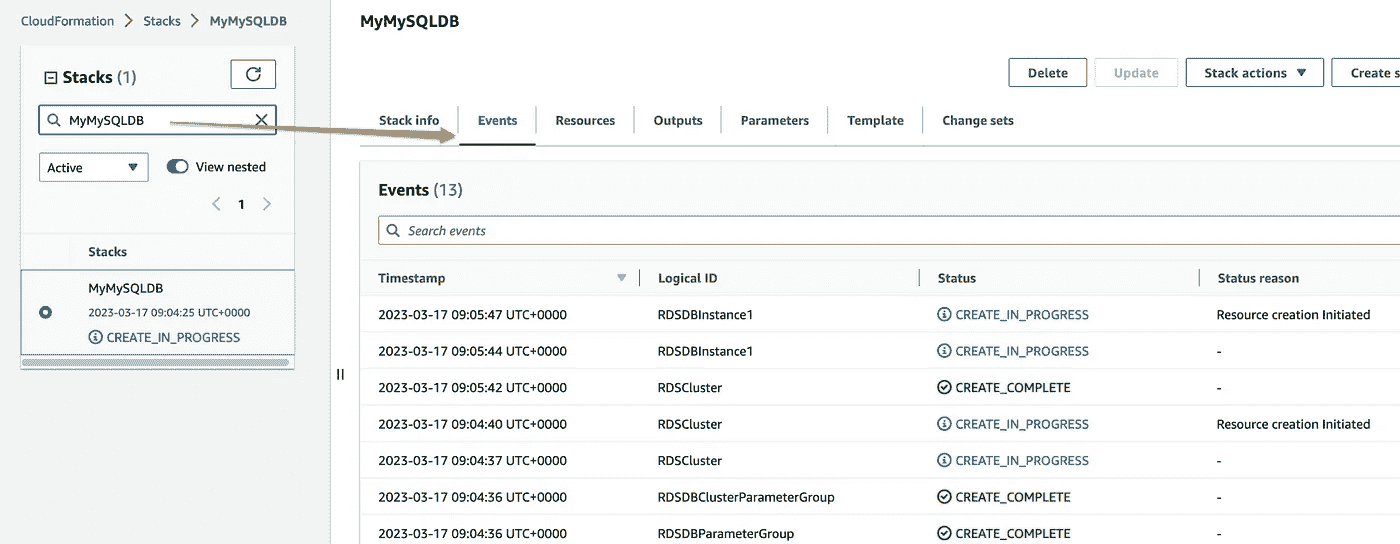 CloudFormation > Stacks > MyMySQLDB
Stacks (1)
MyMySQLDB
Active
View nested
1
Stacks
MyMySQLDB
2023-03-17 09:04:25 UTC+0000
CREATE_IN_PROGRESS
MyMySQLDB
Delete Update Stack actions Create s
Stack info Events Resources Outputs Parameters Template Change sets
Events (13)
Search events
Timestamp Logical ID Status Status reason
2023-03-17 09:05:47 UTC+0000 RDSDBInstance1 CREATE_IN_PROGRESS Resource creation Initiated
2023-03-17 09:05:44 UTC+0000 RDSDBInstance1 CREATE_IN_PROGRESS -
2023-03-17 09:05:42 UTC+0000 RDSCluster CREATE_COMPLETE -
2023-03-17 09:04:40 UTC+0000 RDSCluster CREATE_IN_PROGRESS Resource creation Initiated
2023-03-17 09:04:37 UTC+0000 RDSCluster CREATE_IN_PROGRESS -
2023-03-17 09:04:36 UTC+0000 RDSDBClusterParameterGroup CREATE_COMPLETE -
2023-03-17 09:04:36 UTC+0000 RDSDBParameterGroup CREATE_COMPLETE -